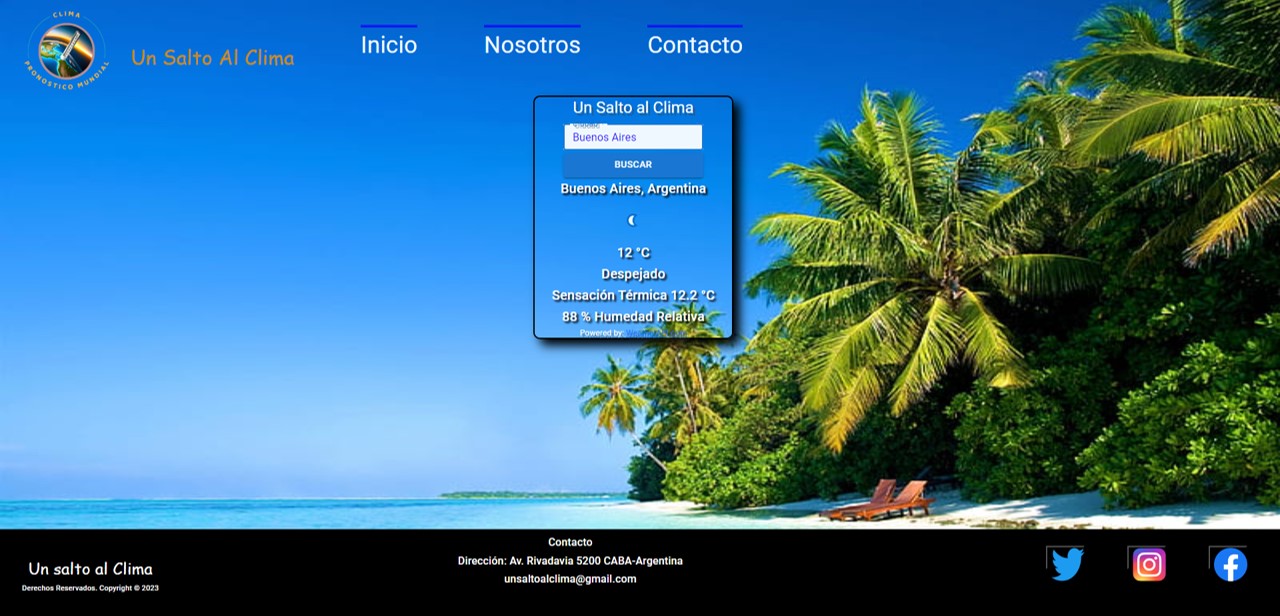 CLIMA
PRONOSTICO MUNDIAL
Un Salto Al Clima
Inicio
Nosotros
Contacto
Un Salto al Clima
Buenos Aires
BUSCAR
Buenos Aires, Argentina
12 °C
Despejado
Sensación Térmica 12.2 °C
88 % Humedad Relativa
Powered by:
Contacto
Dirección: Av. Rivadavia 5200 CABA-Argentina
unsaltoalclima@gmail.com
Un salto al Clima
Derechos Reservados. Copyright © 2023